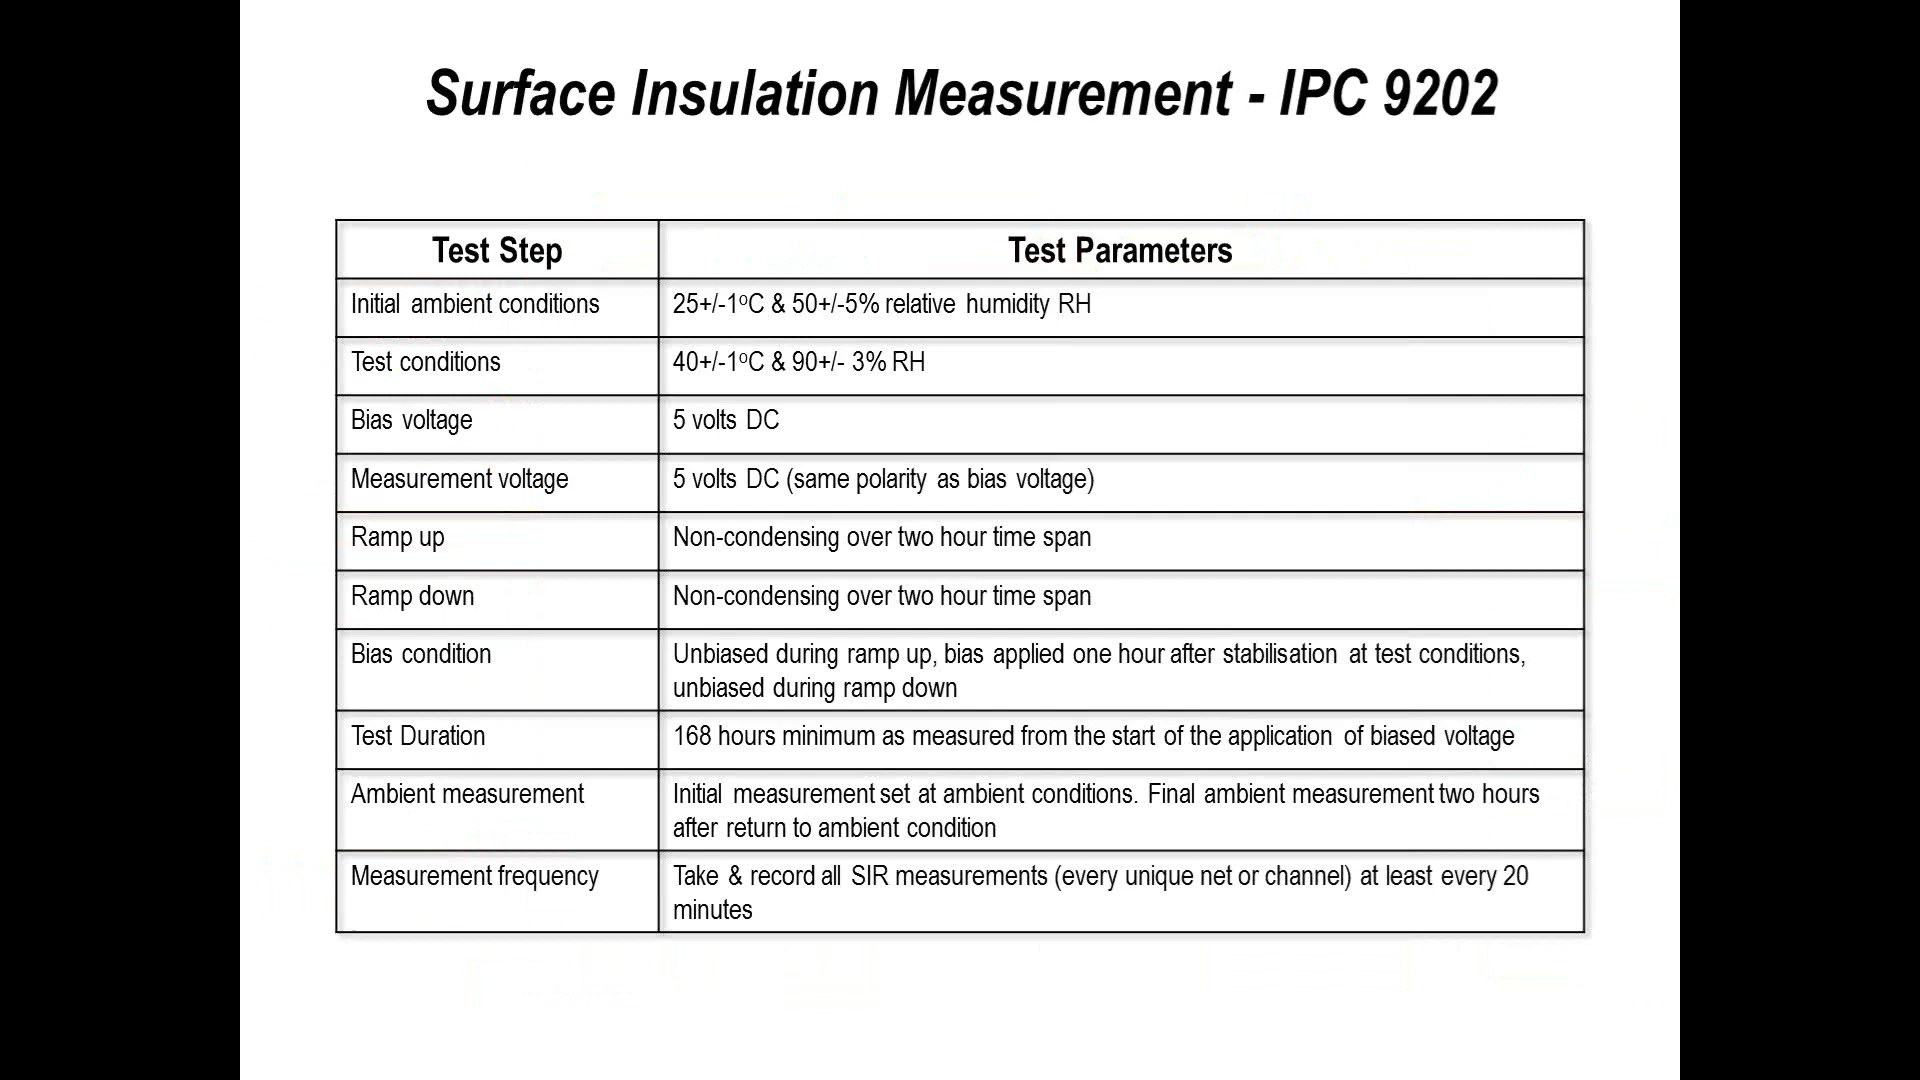 Surface Insulation Measurement - IPC 9202
Test Step
Test Parameters
Initial ambient conditions
25+/-1ºC & 50+/-5% relative humidity RH
Test conditions
40+/-1ºC & 90+/- 3% RH
Bias voltage
5 volts DC
Measurement voltage
5 volts DC (same polarity as bias voltage)
Ramp up
Non-condensing over two hour time span
Ramp down
Non-condensing over two hour time span
Bias condition
Unbiased during ramp up, bias applied one hour after stabilisation at test conditions,
unbiased during ramp down
Test Duration
168 hours minimum as measured from the start of the application of biased voltage
Ambient measurement
Initial measurement set at ambient conditions. Final ambient measurement two hours
after return to ambient condition
Measurement frequency
Take & record all SIR measurements (every unique net or channel) at least every 20
minutes